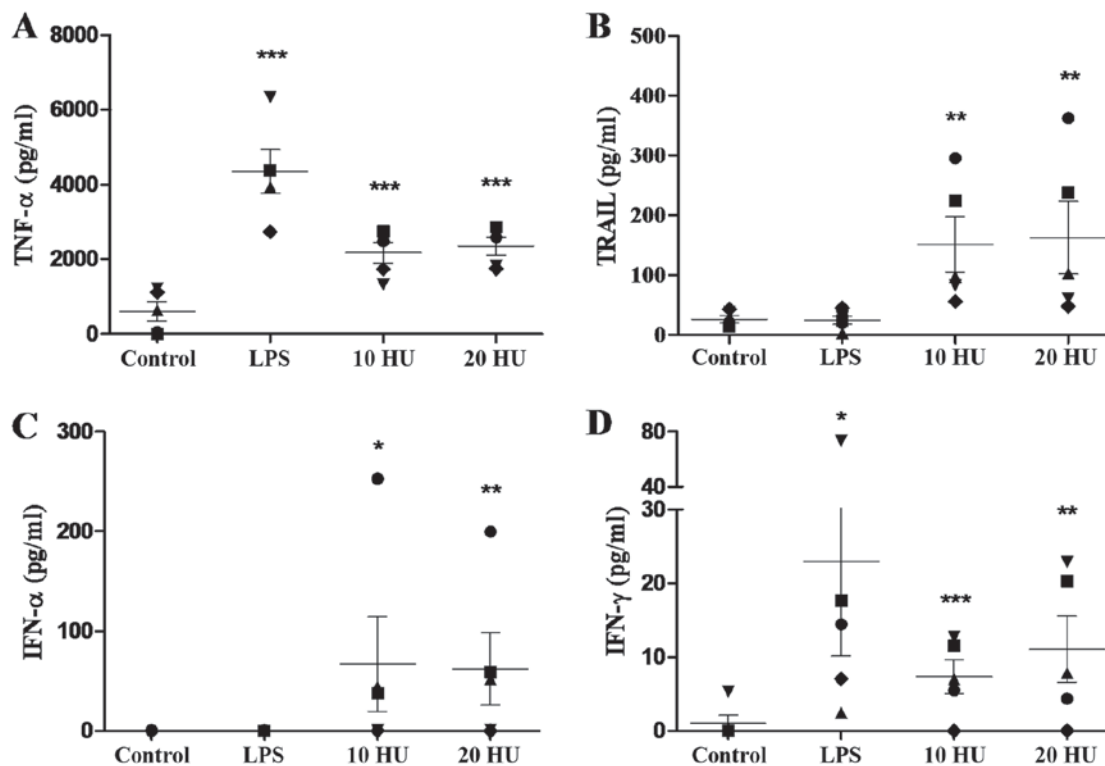 A
TNF-α (pg/ml)
8000
6000
4000
2000
0
***
***
***
Control LPS 10 HU 20 HU
B
TRAIL (pg/ml)
500
400
300
200
100
0
**
**
Control LPS 10 HU 20 HU
C
IFN-α (pg/ml)
300
200
100
0
*
**
Control LPS 10 HU 20 HU
D
IFN-γ (pg/ml)
80
40
30
20
10
0
*
***
**
Control LPS 10 HU 20 HU